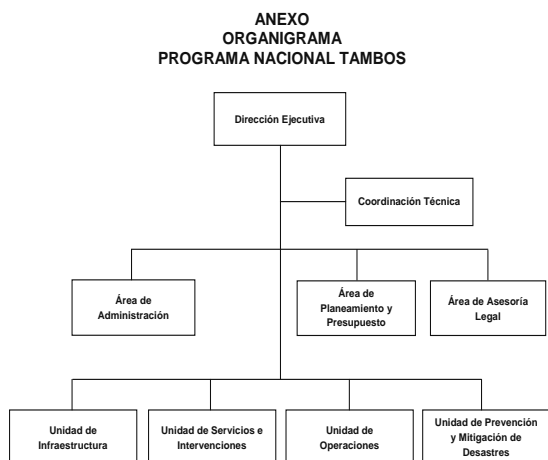 ANEXO
ORGANIGRAMA
PROGRAMA NACIONAL TAMBOS
Dirección Ejecutiva
Coordinación Técnica
Área de
Administración
Área de
Planeamiento y
Presupuesto
Área de Asesoría
Legal
Unidad de
Infraestructura
Unidad de Servicios e
Intervenciones
Unidad de
Operaciones
Unidad de Prevención
y Mitigación de
Desastres